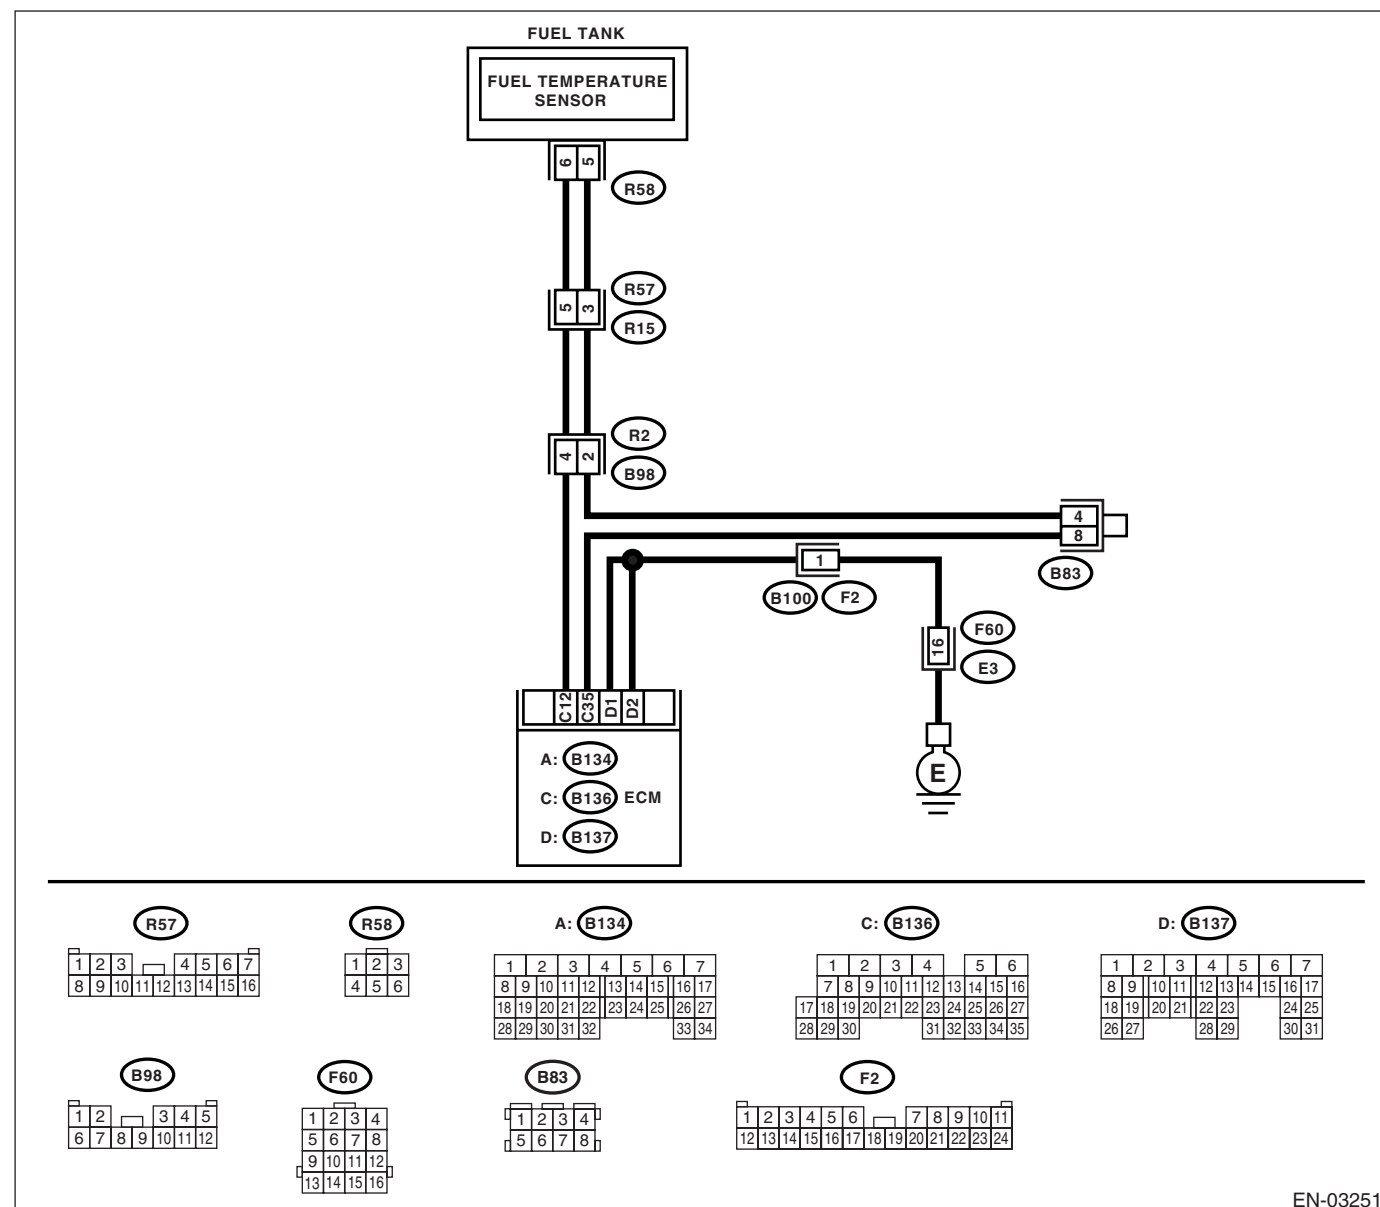 FUEL TANK
FUEL TEMPERATURE
SENSOR
6 5
R58
5 3
R57
R15
4 2
R2
B98
4
8
B83
1
B100 F2
16
F60
E3
E
C12 C35 D1 D2
A: B134
C: B136 ECM
D: B137
R57
1 2 3 4 5 6 7
8 9 10 11 12 13 14 15 16
R58
1 2 3
4 5 6
A: B134
1 2 3 4 5 6 7
8 9 10 11 12 13 14 15 16 17
18 19 20 21 22 23 24 25 26 27
28 29 30 31 32 33 34
C: B136
1 2 3 4 5 6
7 8 9 10 11 12 13 14 15 16
17 18 19 20 21 22 23 24 25 26 27
28 29 30 31 32 33 34 35
D: B137
1 2 3 4 5 6 7
8 9 10 11 12 13 14 15 16 17
18 19 20 21 22 23 24 25
26 27 28 29 30 31
B98
1 2 3 4 5
6 7 8 9 10 11 12
F60
1 2 3 4
5 6 7 8
9 10 11 12
13 14 15 16
B83
1 2 3 4
5 6 7 8
F2
1 2 3 4 5 6 7 8 9 10 11
12 13 14 15 16 17 18 19 20 21 22 23 24
EN-03251